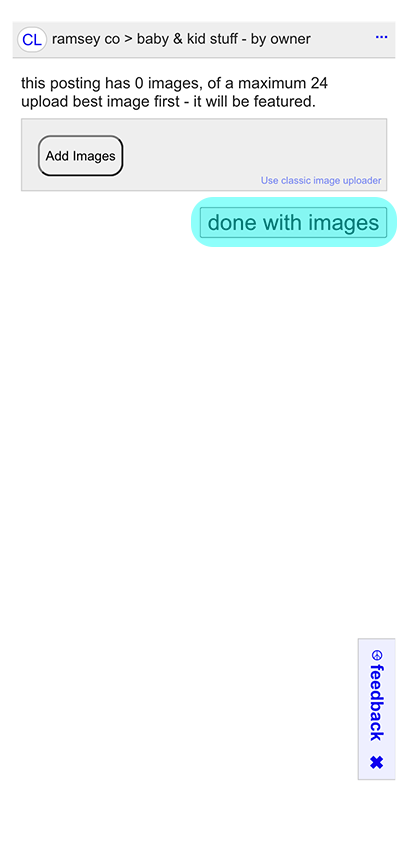 CL ramsey co > baby & kid stuff - by owner ...
this posting has 0 images, of a maximum 24
upload best image first - it will be featured.
Add Images
Use classic image uploader
done with images
☮ feedback ✖